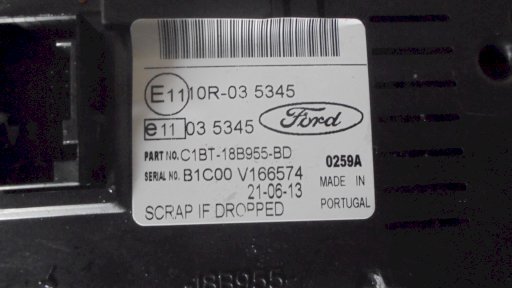 E11 10R-03 5345
e11 03 5345
Ford
PART NO. C1BT-18B955-BD
0259A
SERIAL NO. B1C00 V166574
21-06-13
MADE IN
PORTUGAL
SCRAP IF DROPPED
18B955